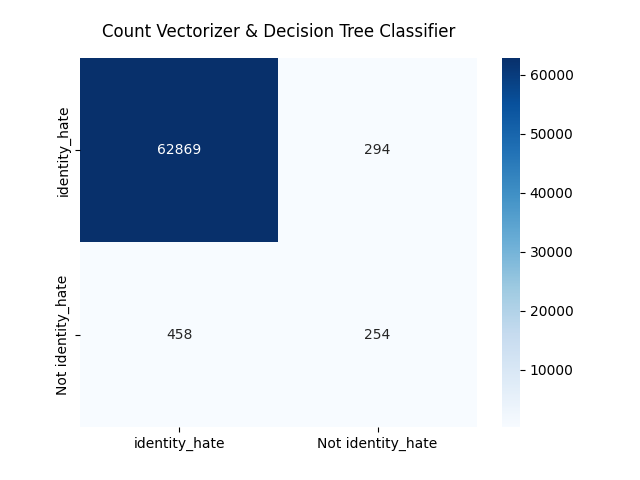 Count Vectorizer & Decision Tree Classifier
identity_hate
62869
294
60000
50000
40000
30000
20000
10000
Not identity_hate
458
254
identity_hate
Not identity_hate